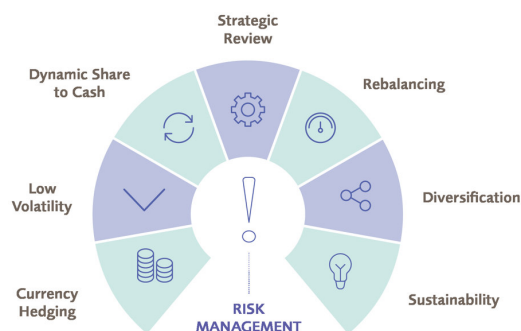 Strategic
Review
Dynamic Share
to Cash
Rebalancing
Low
Volatility
Diversification
Currency
Hedging
Sustainability
RISK
MANAGEMENT